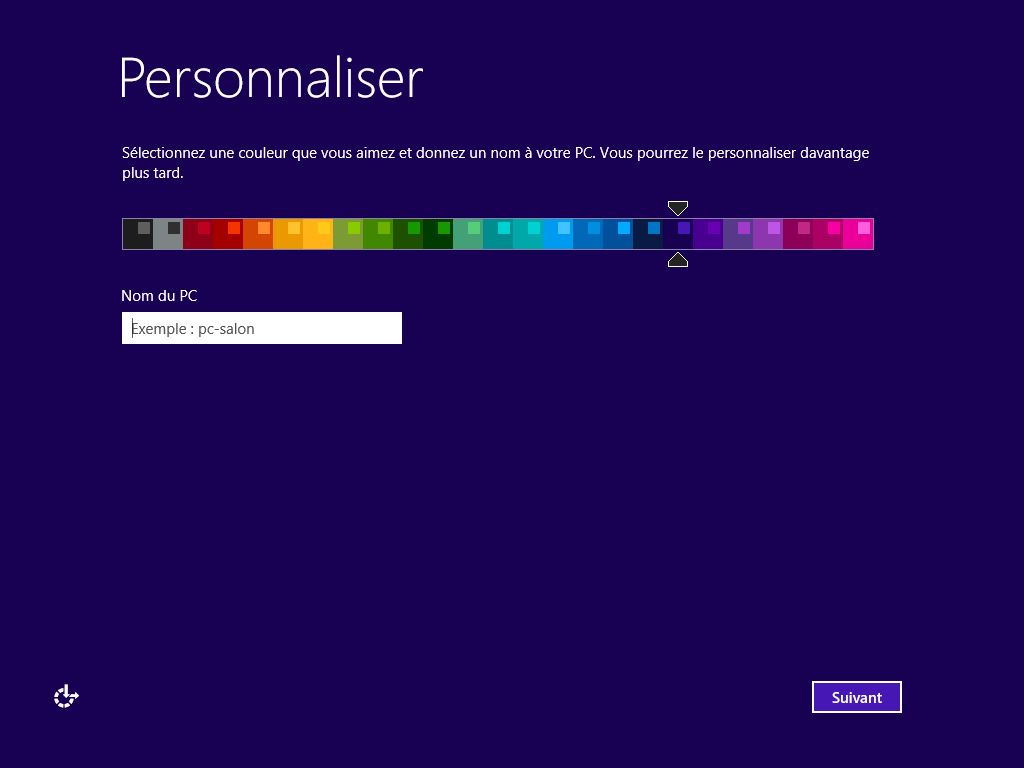 Personnaliser
Sélectionnez une couleur que vous aimez et donnez un nom à votre PC. Vous pourrez le personnaliser davantage
plus tard.
Nom du PC
Exemple : pc-salon
Suivant